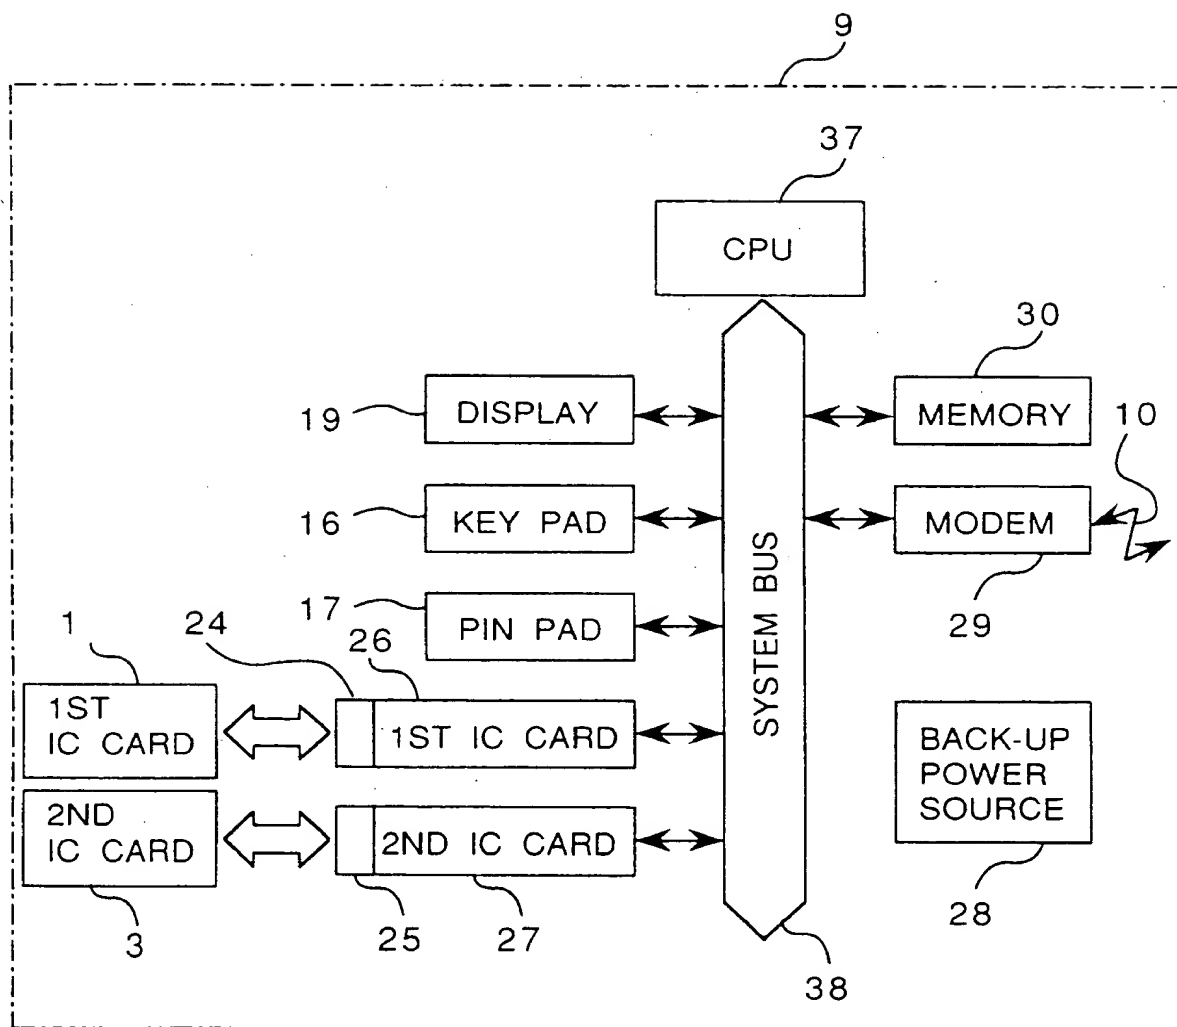 9
37
CPU
30
19
DISPLAY
MEMORY
10
16
KEY PAD
MODEM
29
17
PIN PAD
SYSTEM BUS
1
24
26
1ST
IC CARD
1ST IC CARD
BACK-UP
POWER
SOURCE
2ND
IC CARD
2ND IC CARD
28
3
25
27
38